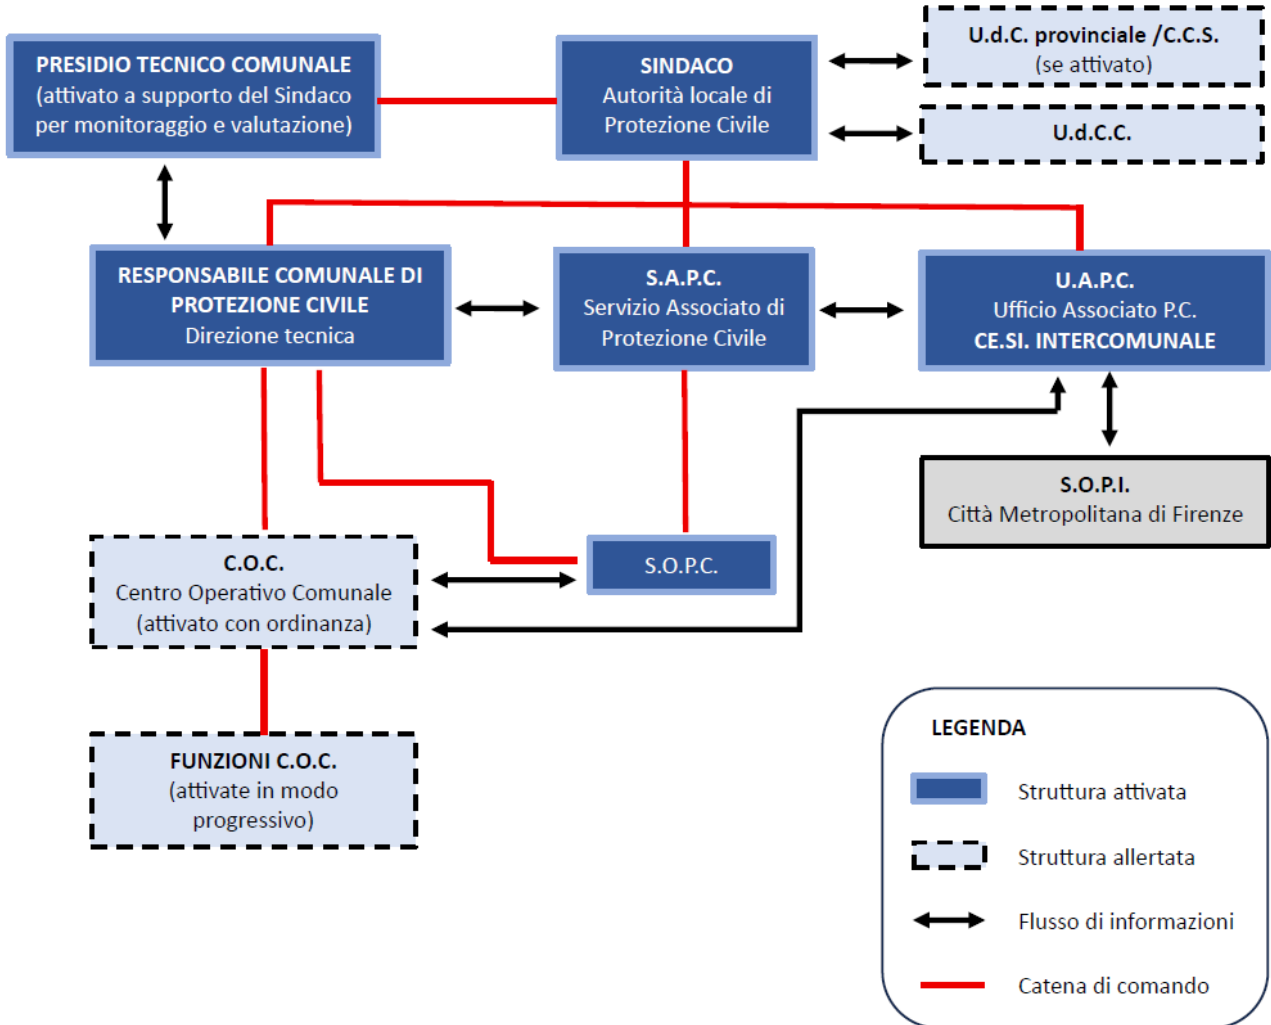 PRESIDIO TECNICO COMUNALE
(attivato a supporto del Sindaco
per monitoraggio e valutazione)
SINDACO
Autorità locale di
Protezione Civile
U.d.C. provinciale /C.C.S.
(se attivato)
U.d.C.C.
RESPONSABILE COMUNALE DI
PROTEZIONE CIVILE
Direzione tecnica
S.A.P.C.
Servizio Associato di
Protezione Civile
U.A.P.C.
Ufficio Associato P.C.
CE.SI. INTERCOMUNALE
S.O.P.I.
Città Metropolitana di Firenze
C.O.C.
Centro Operativo Comunale
(attivato con ordinanza)
S.O.P.C.
FUNZIONI C.O.C.
(attivate in modo
progressivo)
LEGENDA
Struttura attivata
Struttura allertata
Flusso di informazioni
Catena di comando